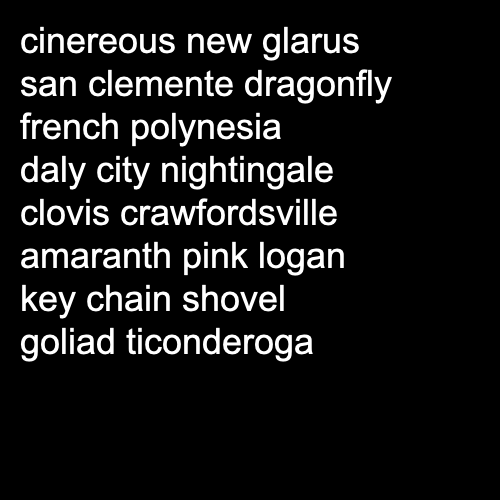 cinereous new glarus
san clemente dragonfly
french polynesia
daly city nightingale
clovis crawfordsville
amaranth pink logan
key chain shovel
goliad ticonderoga